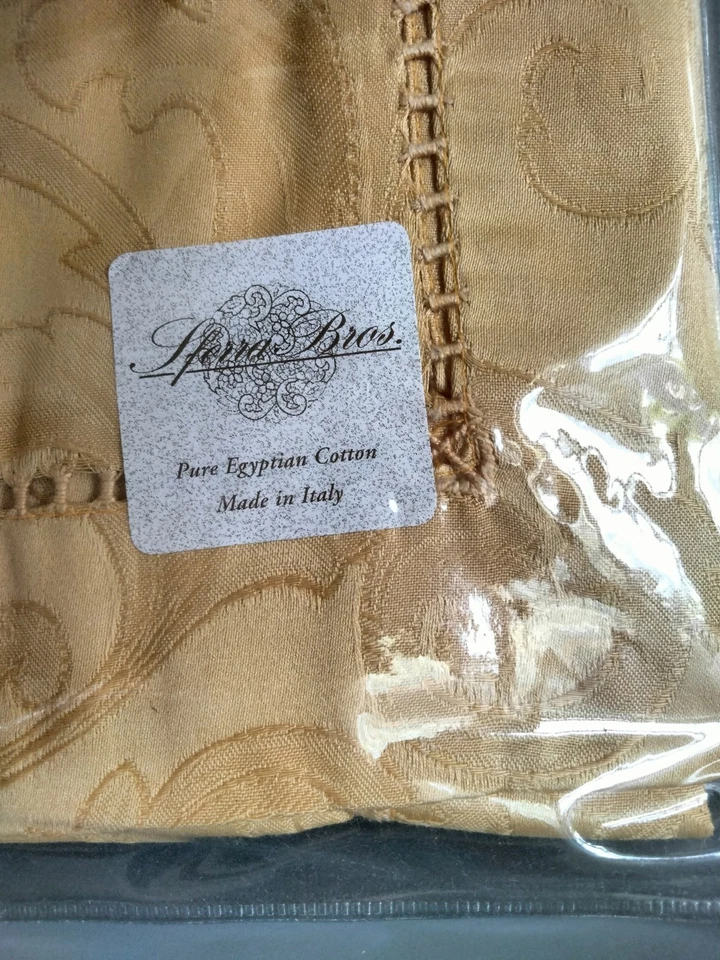 Sferra Bros.
Pure Egyptian Cotton
Made in Italy